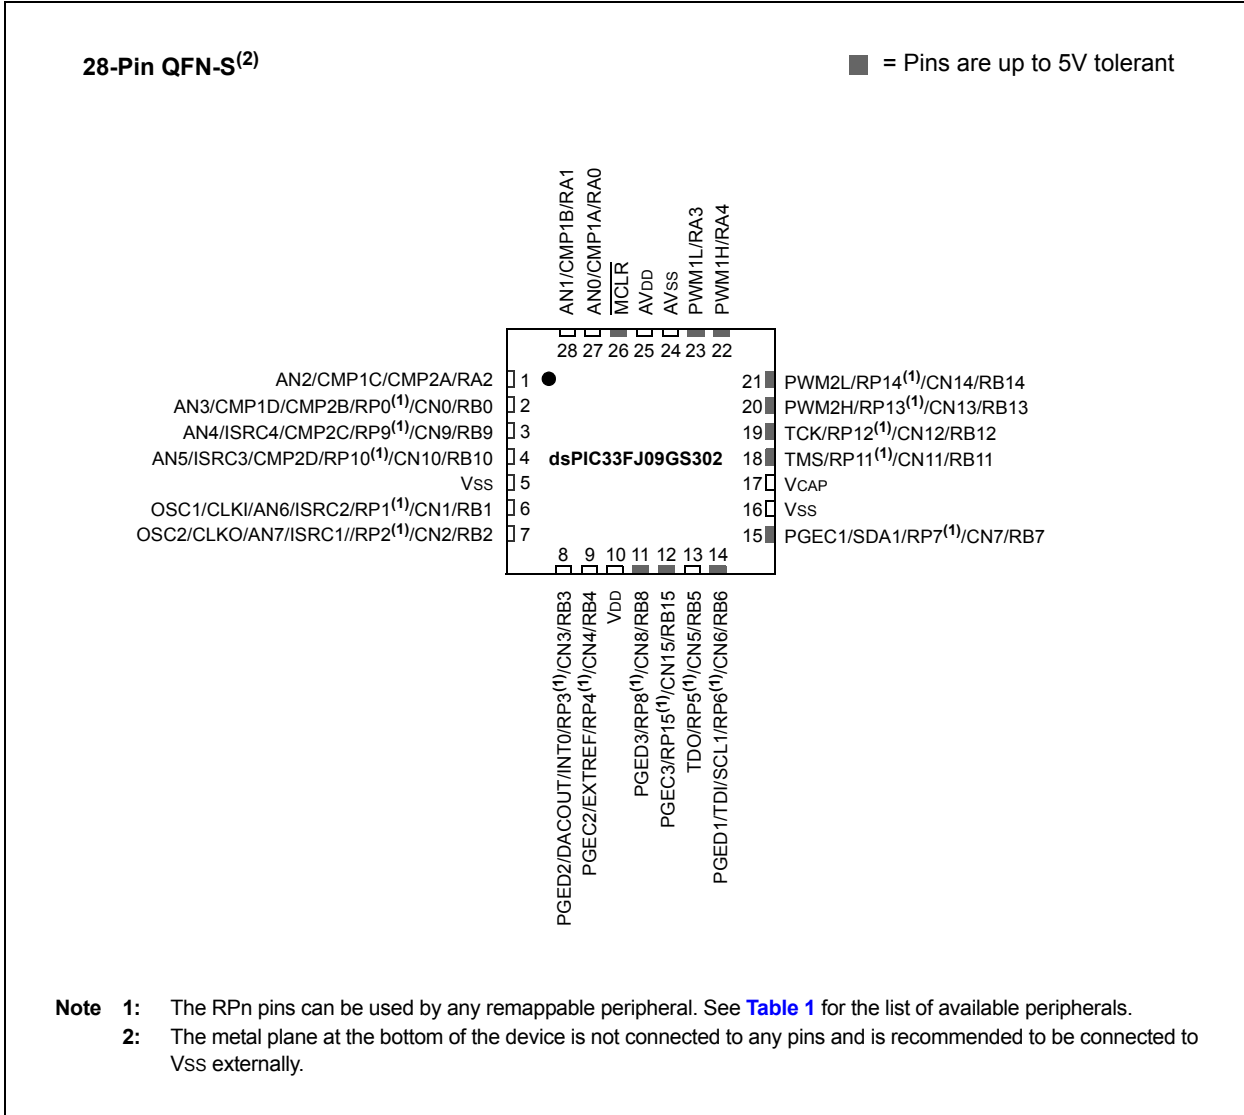 28-Pin QFN-S(2)
= Pins are up to 5V tolerant
AN1/CMP1B/RA1
AN0/CMP1A/RA0
MCLR
AVDD
AVSS
PWM1L/RA3
PWM1H/RA4
28 27 26 25 24 23 22
AN2/CMP1C/CMP2A/RA2 1
AN3/CMP1D/CMP2B/RP0(1)/CN0/RB0 2
AN4/ISRC4/CMP2C/RP9(1)/CN9/RB9 3
AN5/ISRC3/CMP2D/RP10(1)/CN10/RB10 4
VSS 5
OSC1/CLKI/AN6/ISRC2/RP1(1)/CN1/RB1 6
OSC2/CLKO/AN7/ISRC1//RP2(1)/CN2/RB2 7
dsPIC33FJ09GS302
21 PWM2L/RP14(1)/CN14/RB14
20 PWM2H/RP13(1)/CN13/RB13
19 TCK/RP12(1)/CN12/RB12
18 TMS/RP11(1)/CN11/RB11
17 VCAP
16 VSS
15 PGEC1/SDA1/RP7(1)/CN7/RB7
8 9 10 11 12 13 14
PGED2/DACOUT/INT0/RP3(1)/CN3/RB3
PGEC2/EXTREF/RP4(1)/CN4/RB4
VDD
PGED3/RP8(1)/CN8/RB8
PGEC3/RP15(1)/CN15/RB15
TDO/RP5(1)/CN5/RB5
PGED1/TDI/SCL1/RP6(1)/CN6/RB6
Note 1: The RPn pins can be used by any remappable peripheral. See Table 1 for the list of available peripherals.
2: The metal plane at the bottom of the device is not connected to any pins and is recommended to be connected to
VSS externally.